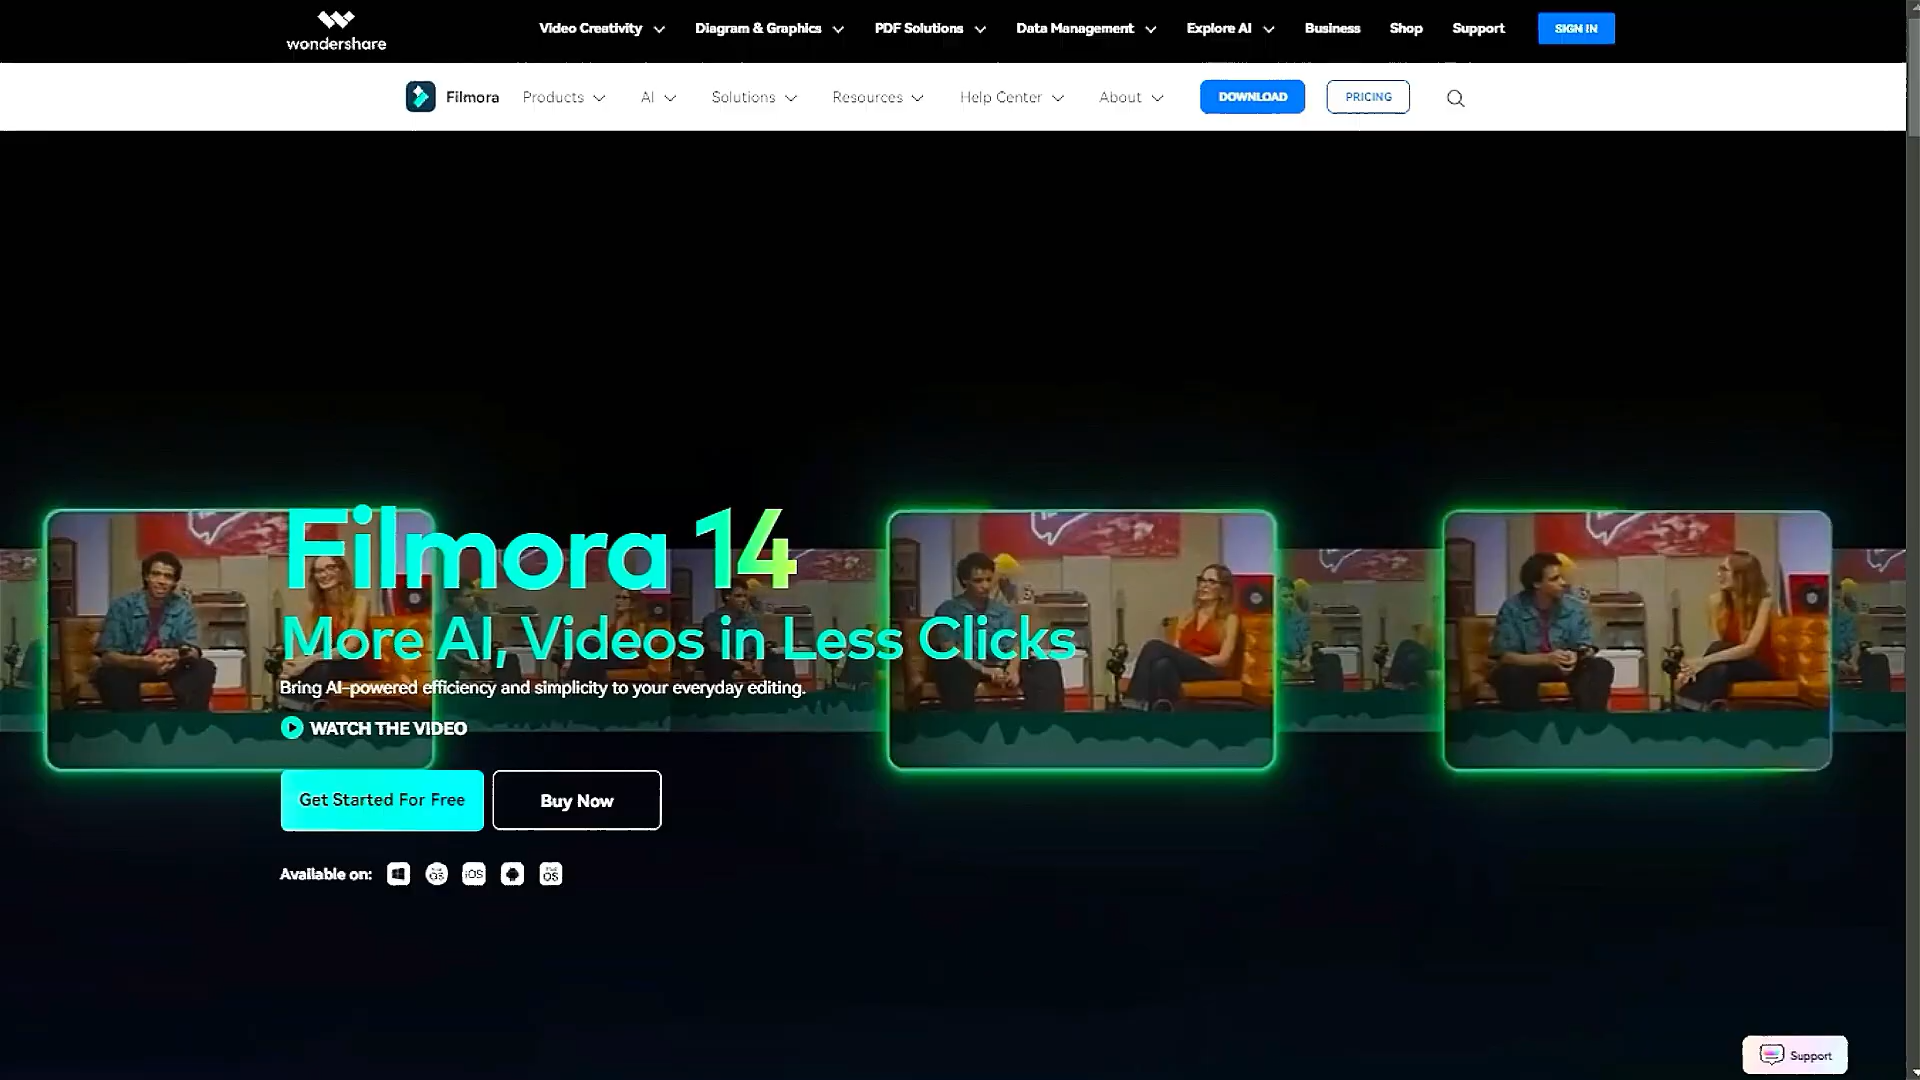 wondershare
Video Creativity
Diagram & Graphics
PDF Solutions
Data Management
Explore AI
Business
Shop
Support
SIGN IN
Filmora
Products
AI
Solutions
Resources
Help Center
About
DOWNLOAD
PRICING
Filmora 14
More AI, Videos in Less Clicks
Bring AI-powered efficiency and simplicity to your everyday editing.
WATCH THE VIDEO
Get Started For Free
Buy Now
Available on:
iOS
Support